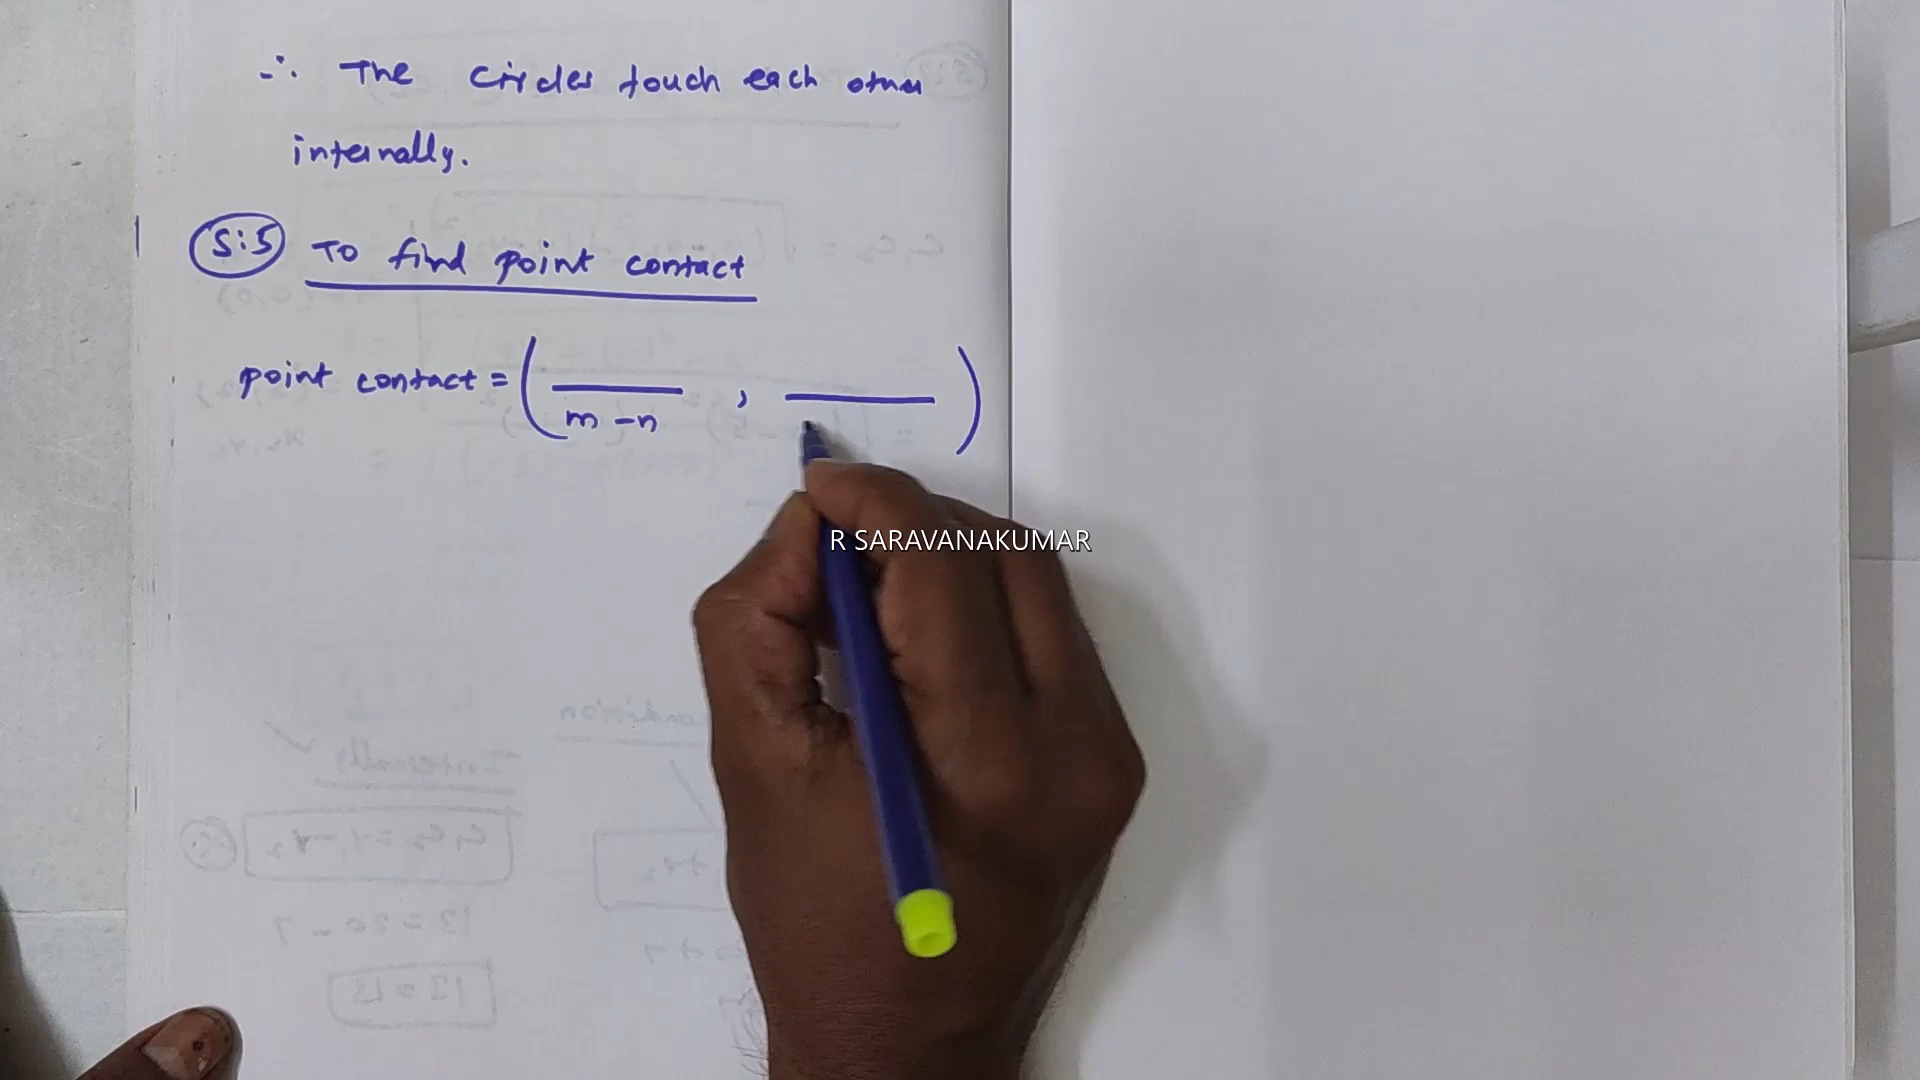 ∴ The Circles touch each other
internally.
S:5 To find point contact
point contact = ( ——— / m - n , ——— )
R SARAVANAKUMAR